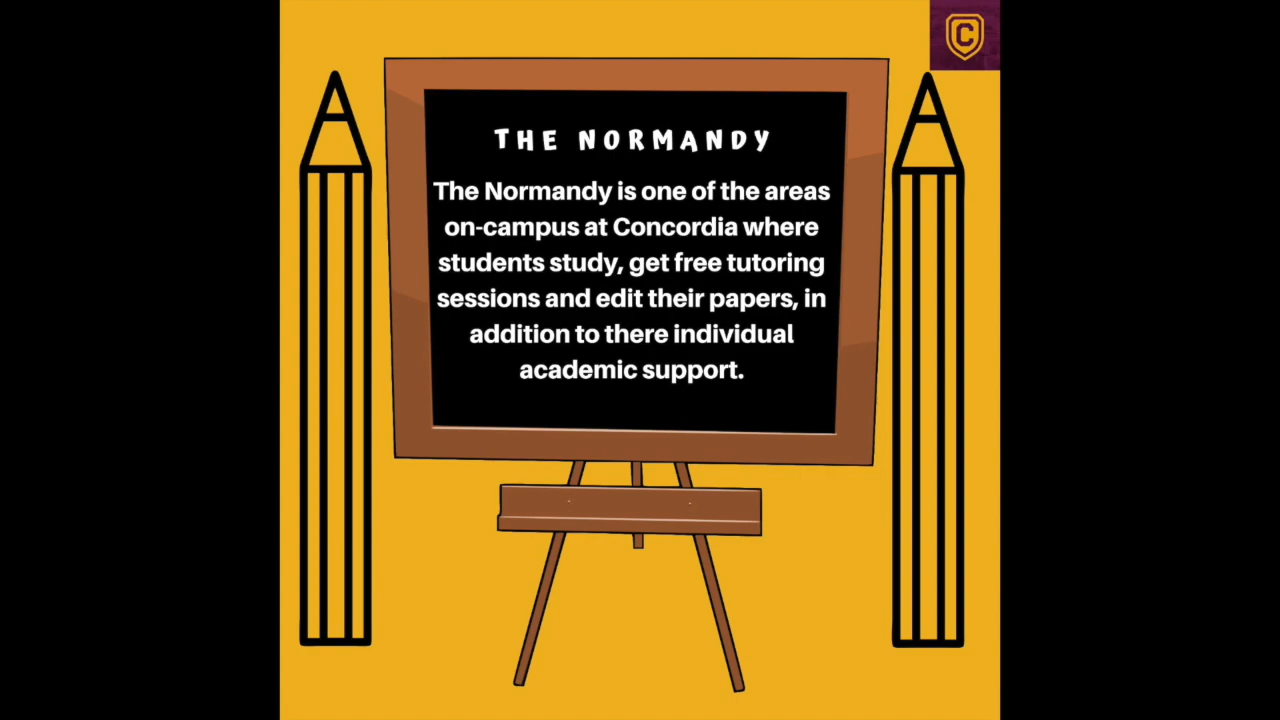 C
THE NORMANDY
The Normandy is one of the areas
on-campus at Concordia where
students study, get free tutoring
sessions and edit their papers, in
addition to there individual
academic support.